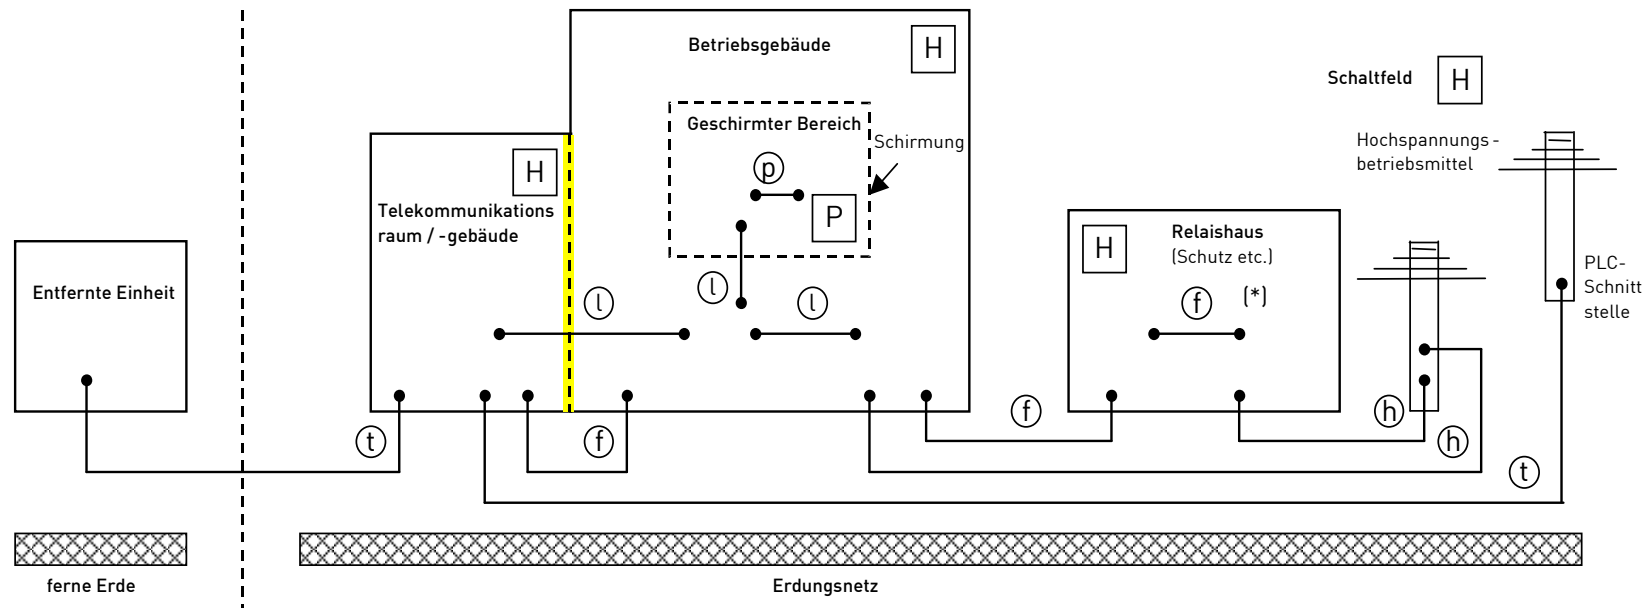 Betriebsgebäude
H
Schaltfeld
H
Geschirmter Bereich
Schirmung
Hochspannungs-
betriebsmittel
H
p
P
Telekommunikations
raum / -gebäude
Relaishaus
(Schutz etc.)
H
Entfernte Einheit
l
l
l
f
(*)
PLC-
Schnitt
stelle
t
f
f
h
h
t
ferne Erde
Erdungsnetz